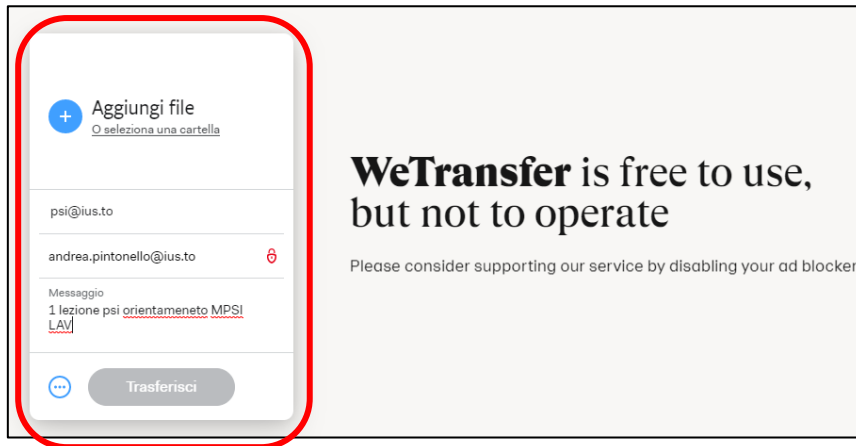 Aggiungi file
O seleziona una cartella
psi@ius.to
andrea.pintonello@ius.to
Messaggio
1 lezione psi orientameneto MPSI
LAV
Trasferisci
WeTransfer is free to use,
but not to operate
Please consider supporting our service by disabling your ad blocker